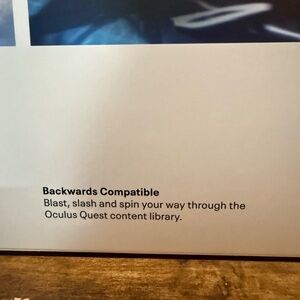 Backwards Compatible
Blast, slash and spin your way through the
Oculus Quest content library.